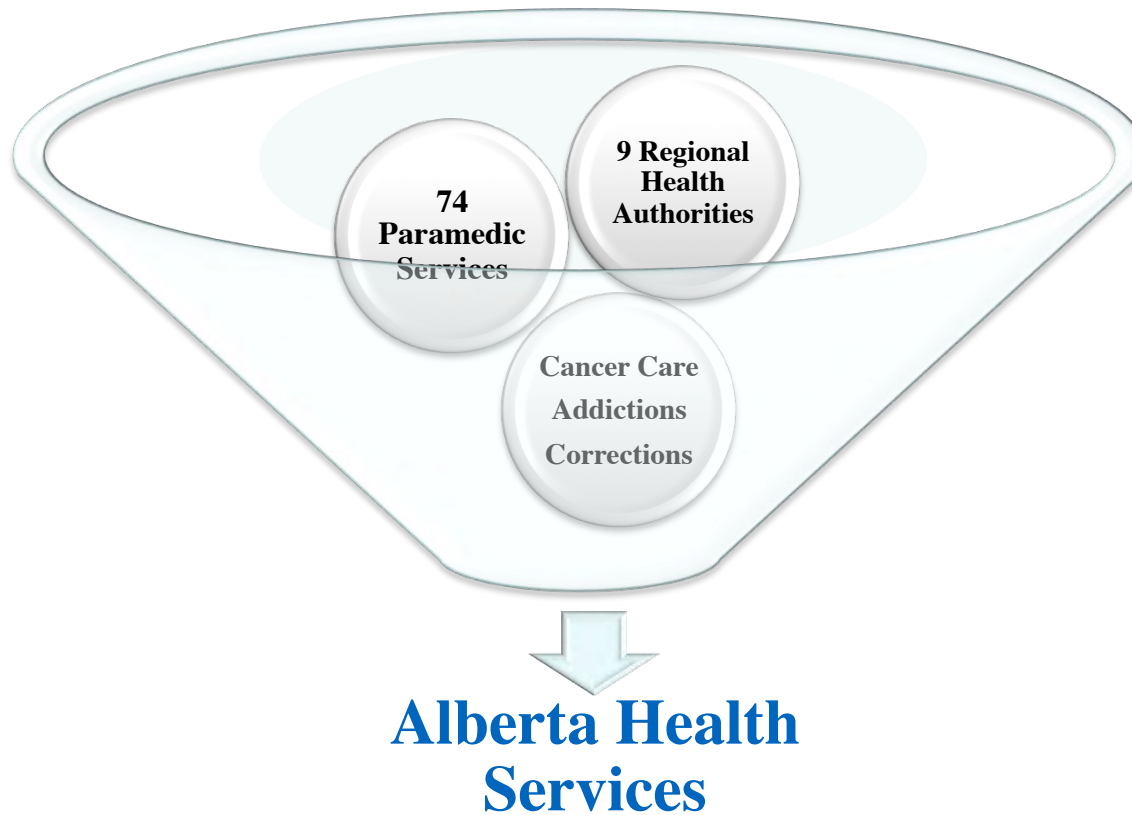 9 Regional
Health
Authorities
74
Paramedic
Services
Cancer Care
Addictions
Corrections
Alberta Health
Services